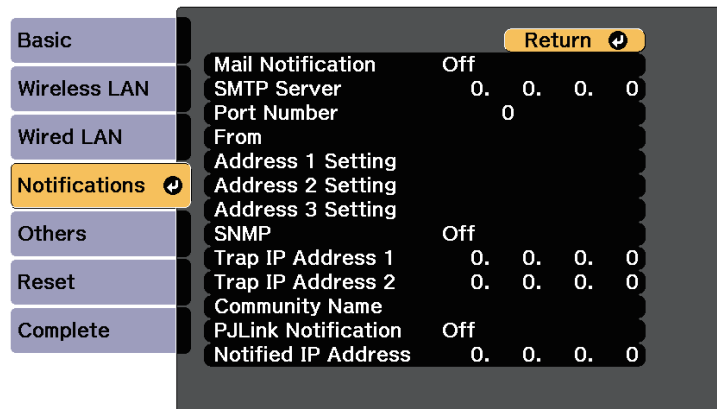 Basic
Wireless LAN
Wired LAN
Notifications
Others
Reset
Complete
Return
Mail Notification Off
SMTP Server 0. 0. 0. 0
Port Number 0
From
Address 1 Setting
Address 2 Setting
Address 3 Setting
SNMP Off
Trap IP Address 1 0. 0. 0. 0
Trap IP Address 2 0. 0. 0. 0
Community Name
PJLink Notification Off
Notified IP Address 0. 0. 0. 0